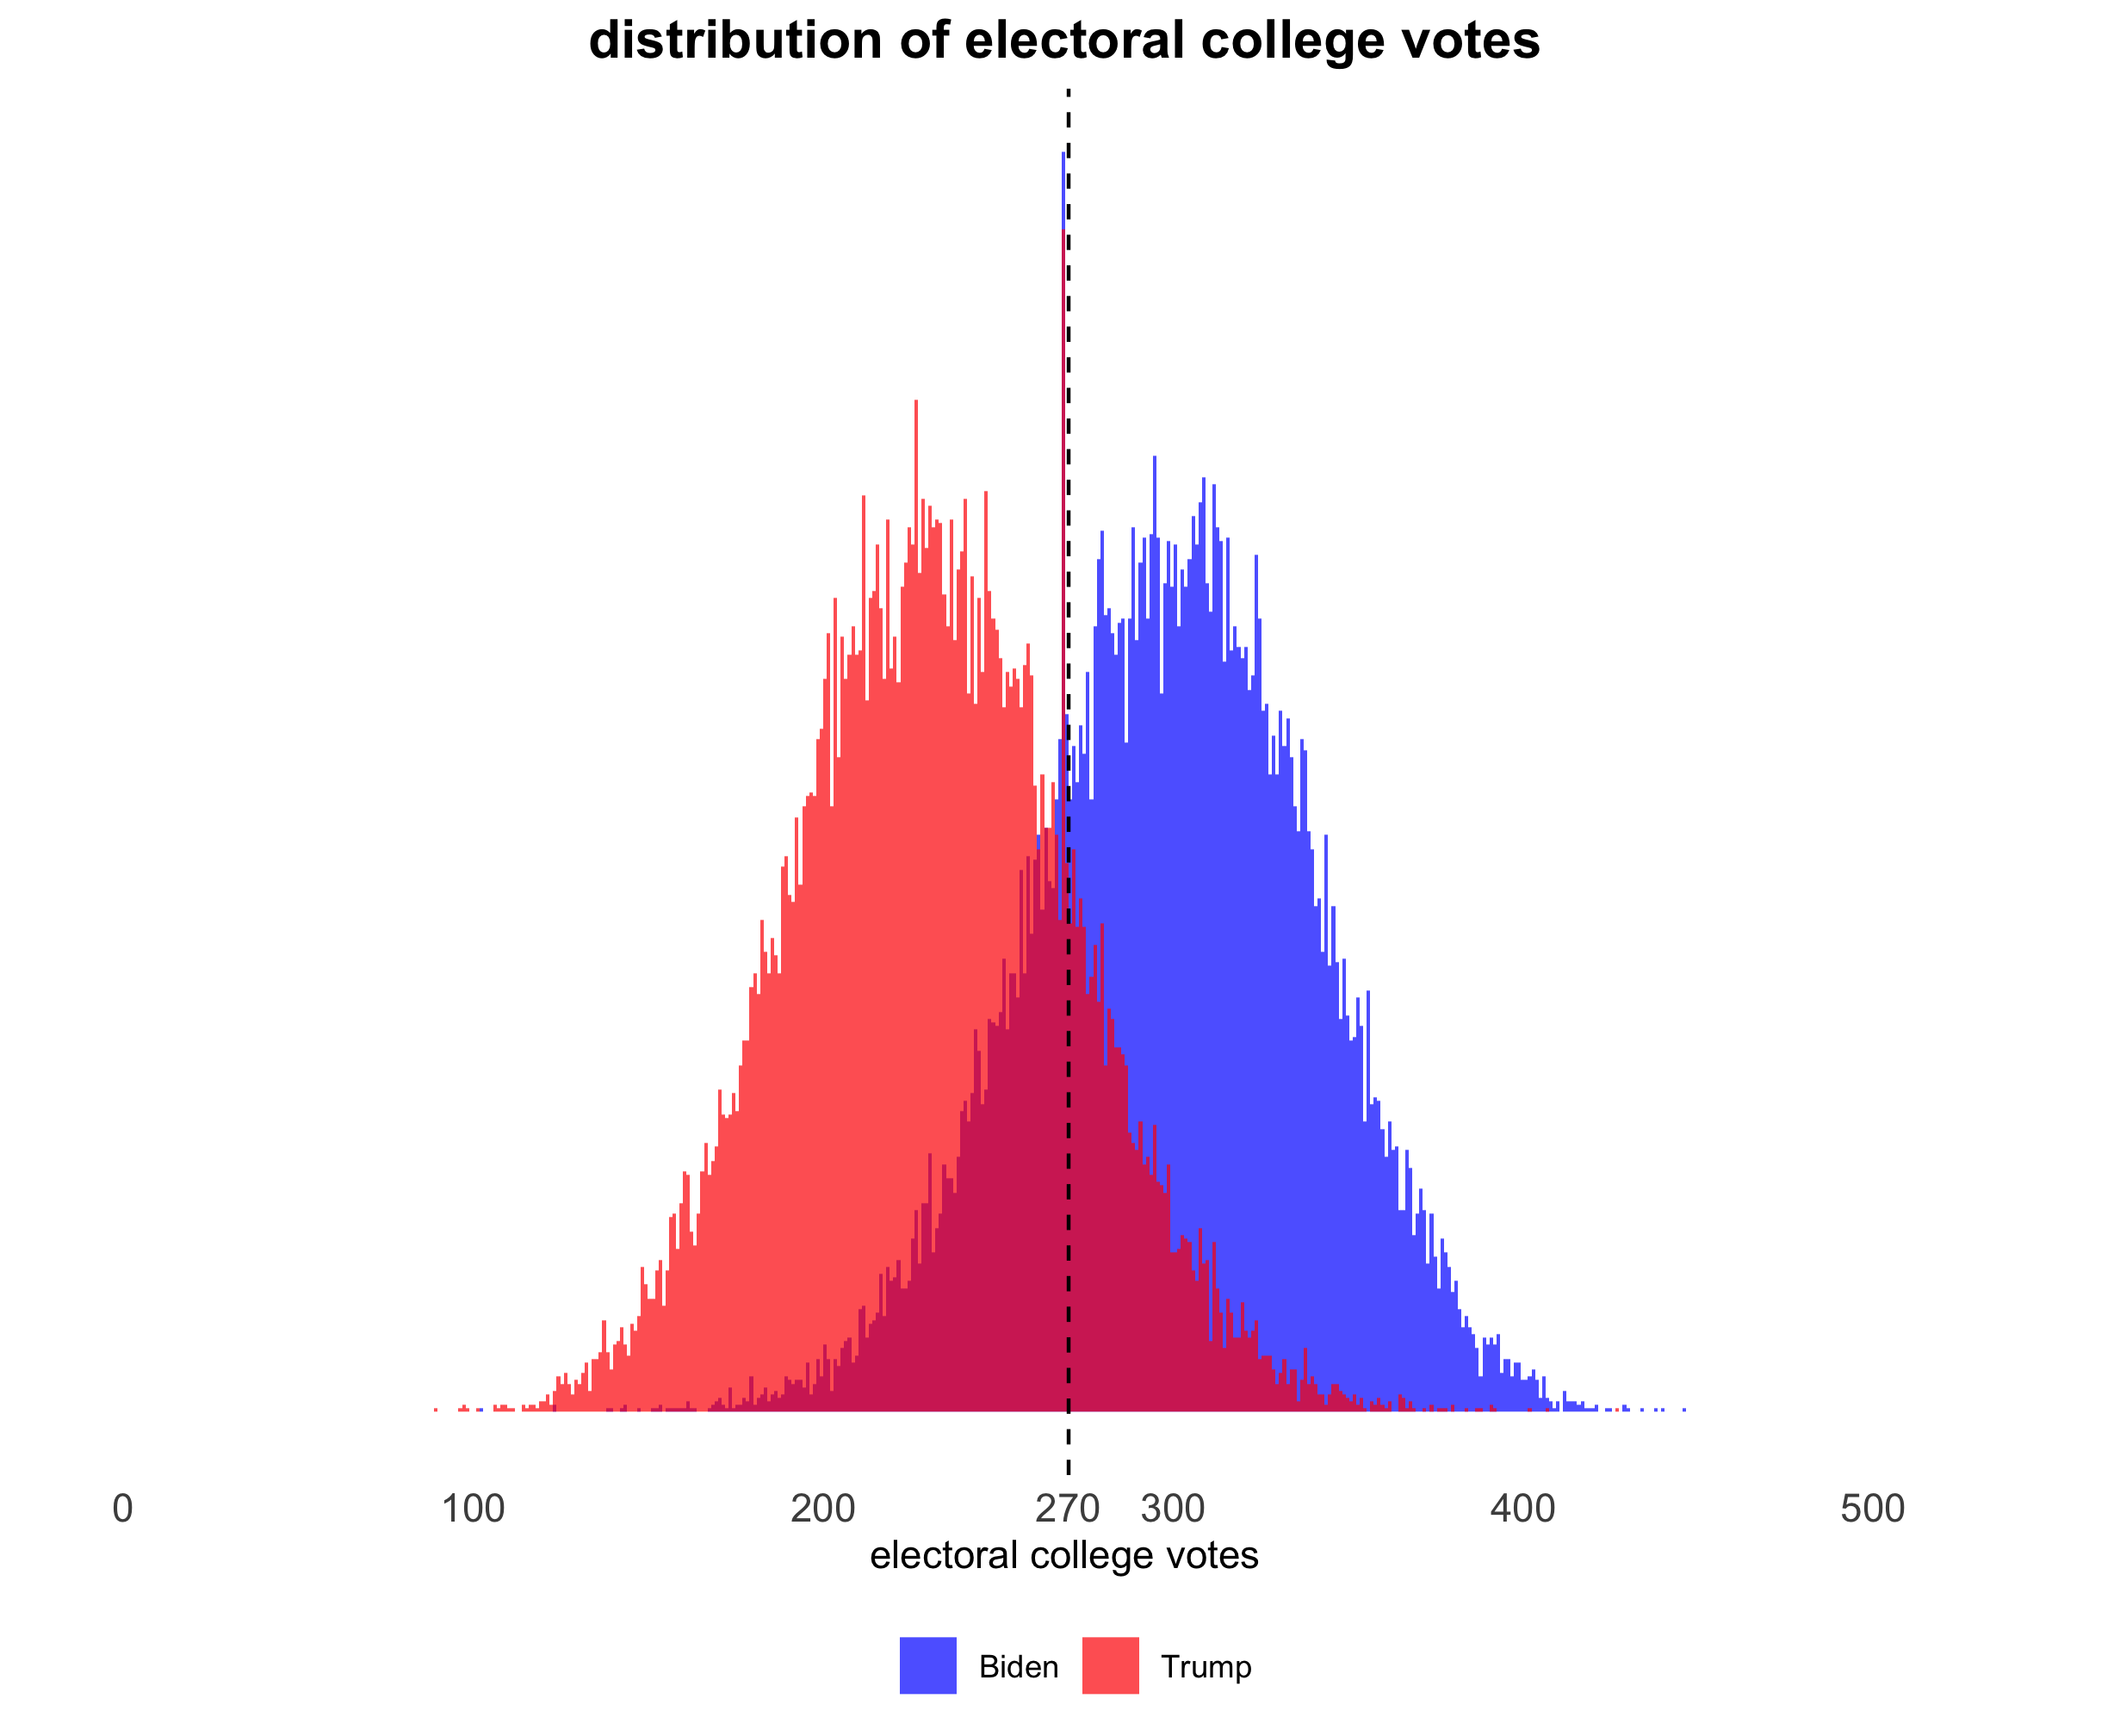 distribution of electoral college votes
0 100 200 270 300 400 500
electoral college votes
Biden Trump